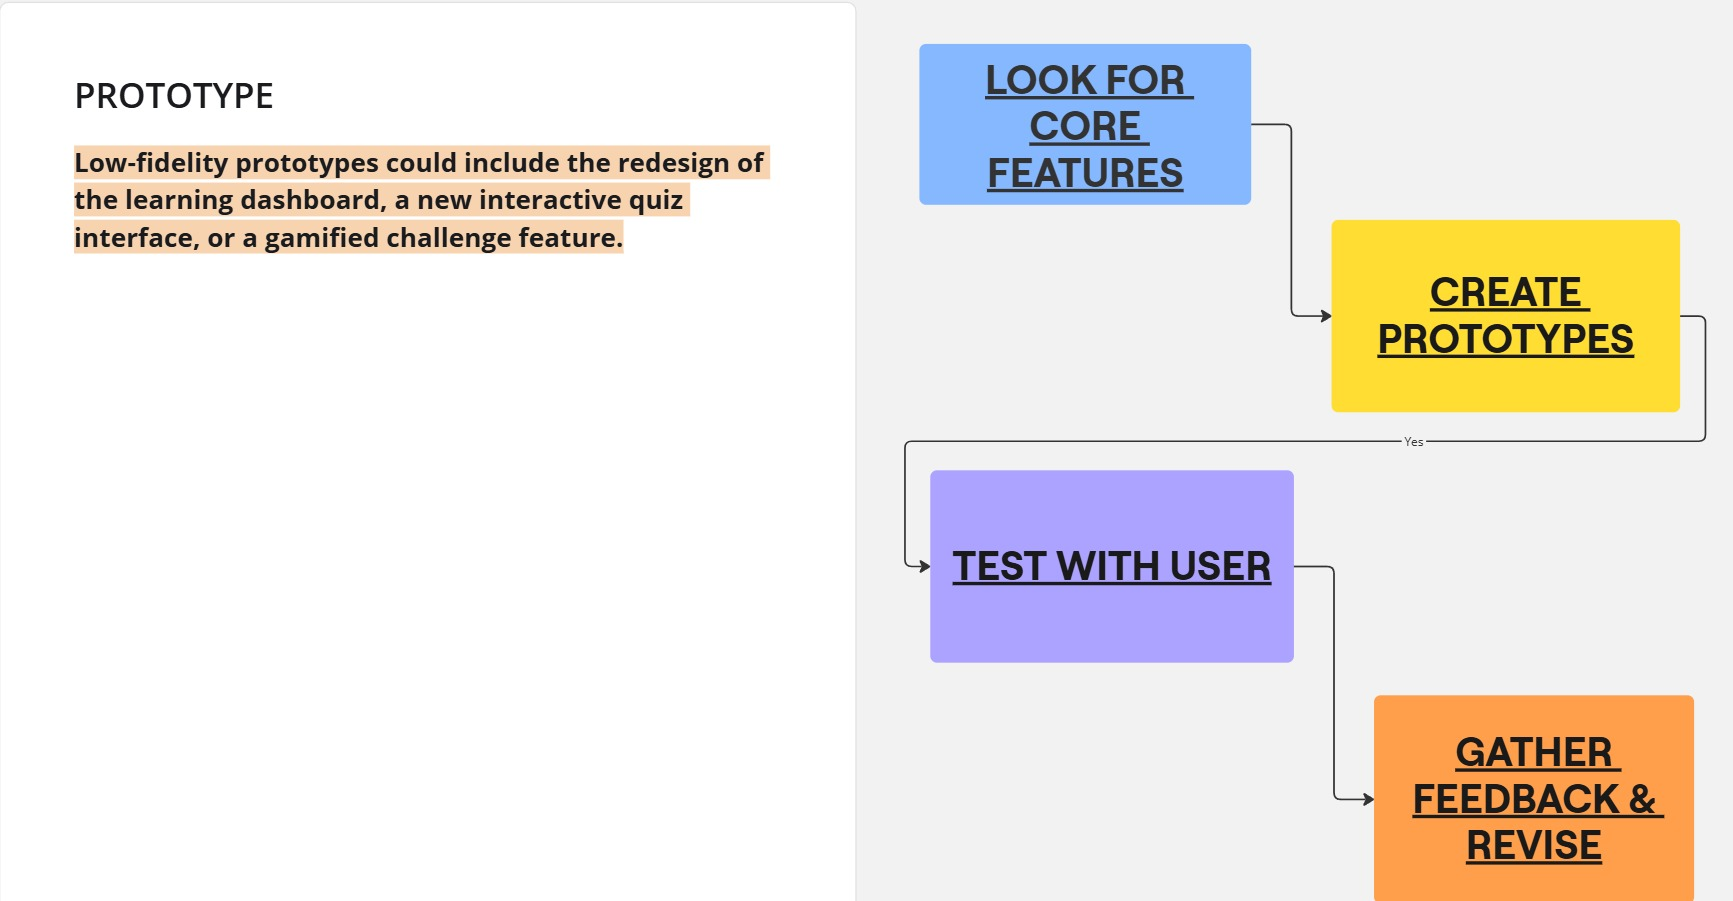 PROTOTYPE
Low-fidelity prototypes could include the redesign of
the learning dashboard, a new interactive quiz
interface, or a gamified challenge feature.
LOOK FOR
CORE
FEATURES
CREATE
PROTOTYPES
Yes
TEST WITH USER
GATHER
FEEDBACK &
REVISE